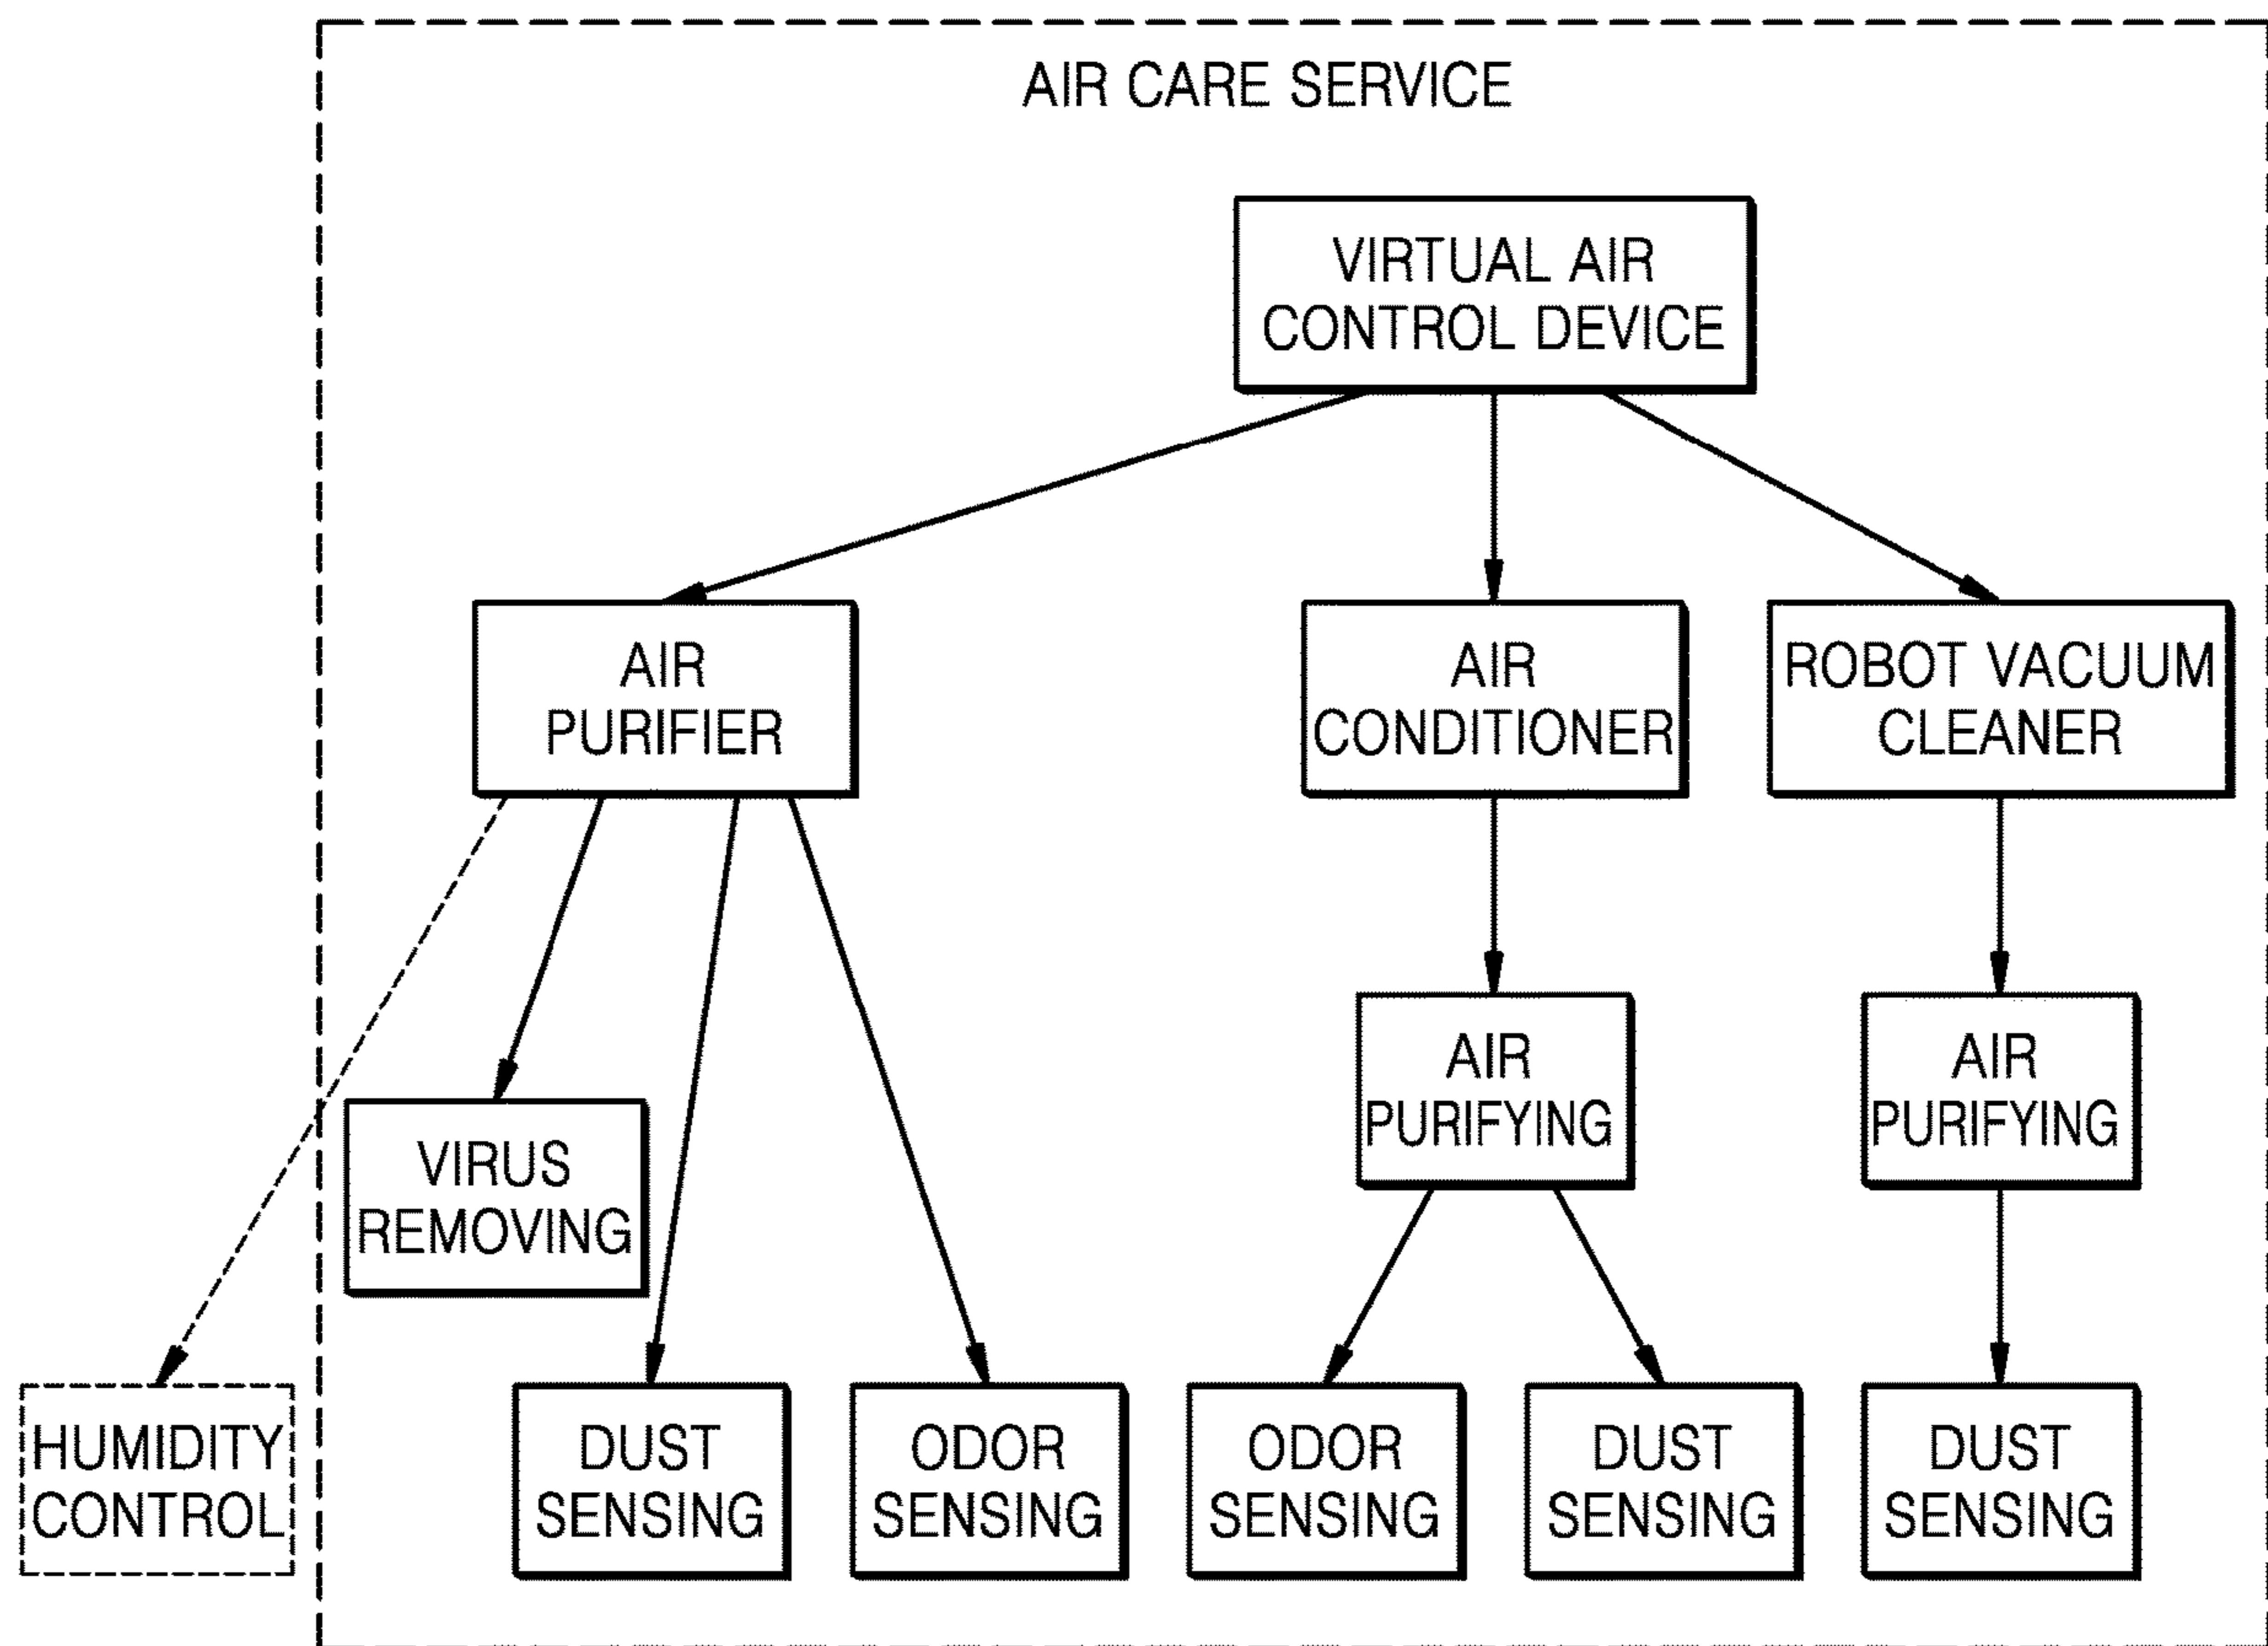 AIR CARE SERVICE
VIRTUAL AIR
CONTROL DEVICE
AIR
PURIFIER
AIR
CONDITIONER
ROBOT VACUUM
CLEANER
AIR
PURIFYING
AIR
PURIFYING
VIRUS
REMOVING
HUMIDITY
CONTROL
DUST
SENSING
ODOR
SENSING
ODOR
SENSING
DUST
SENSING
DUST
SENSING